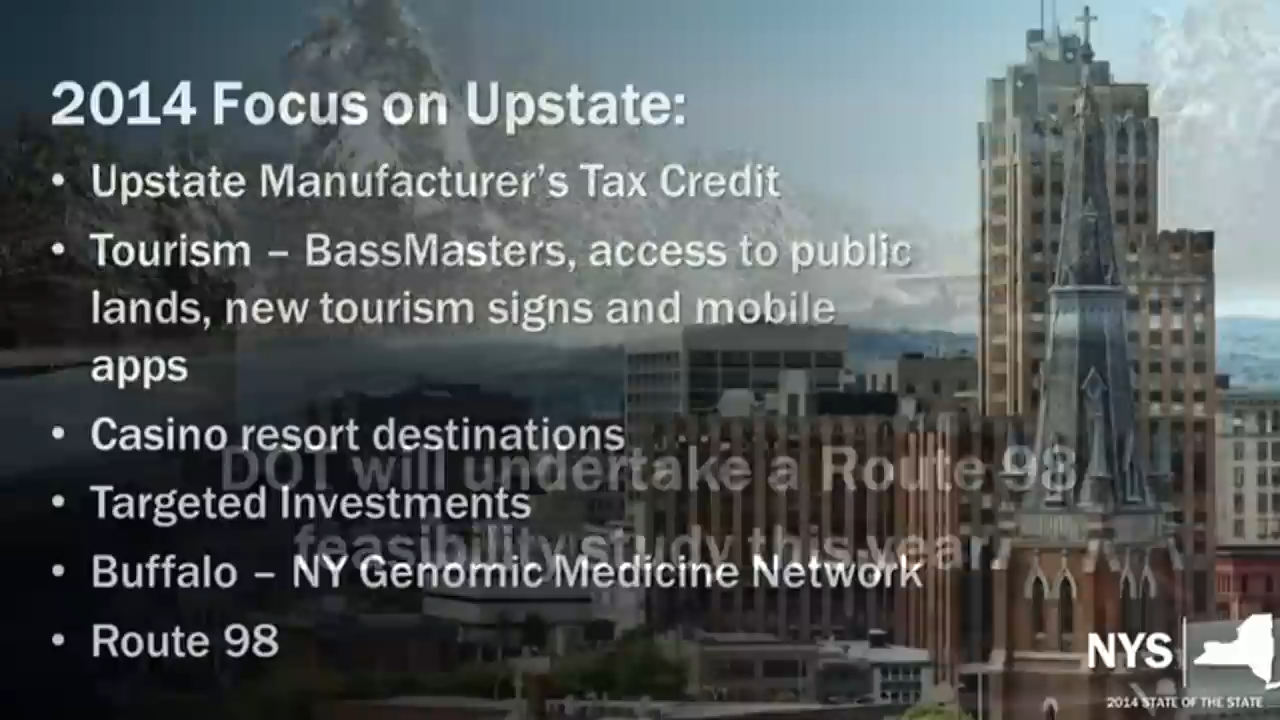 2014 Focus on Upstate:
• Upstate Manufacturer's Tax Credit
• Tourism – BassMasters, access to public
lands, new tourism signs and mobile
apps
• Casino resort destinations
DOT will undertake a Route 98
• Targeted Investments
feasibility study this year
• Buffalo – NY Genomic Medicine Network
• Route 98
NYS
2014 STATE OF THE STATE